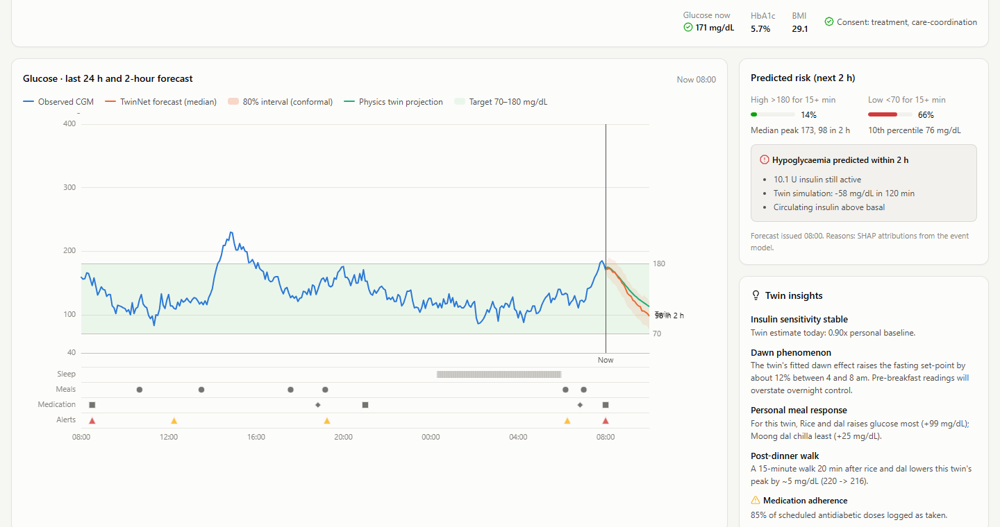 Glucose now
171 mg/dL
HbA1c
5.7%
BMI
29.1
Consent: treatment, care-coordination
Glucose · last 24 h and 2-hour forecast
Now 08:00
Observed CGM
TwinNet forecast (median)
80% interval (conformal)
Physics twin projection
Target 70–180 mg/dL
400
300
200
180
100
98 in 2 h
70
40
Now
Sleep
Meals
Medication
Alerts
08:00
12:00
16:00
20:00
00:00
04:00
08:00
Predicted risk (next 2 h)
High >180 for 15+ min
14%
Median peak 173, 98 in 2 h
Low <70 for 15+ min
66%
10th percentile 76 mg/dL
Hypoglycaemia predicted within 2 h
• 10.1 U insulin still active
• Twin simulation: -58 mg/dL in 120 min
• Circulating insulin above basal
Forecast issued 08:00. Reasons: SHAP attributions from the event
model.
Twin insights
Insulin sensitivity stable
Twin estimate today: 0.90x personal baseline.
Dawn phenomenon
The twin's fitted dawn effect raises the fasting set-point by
about 12% between 4 and 8 am. Pre-breakfast readings will
overstate overnight control.
Personal meal response
For this twin, Rice and dal raises glucose most (+99 mg/dL);
Moong dal chilla least (+25 mg/dL).
Post-dinner walk
A 15-minute walk 20 min after rice and dal lowers this twin's
peak by ~5 mg/dL (220 -> 216).
Medication adherence
85% of scheduled antidiabetic doses logged as taken.